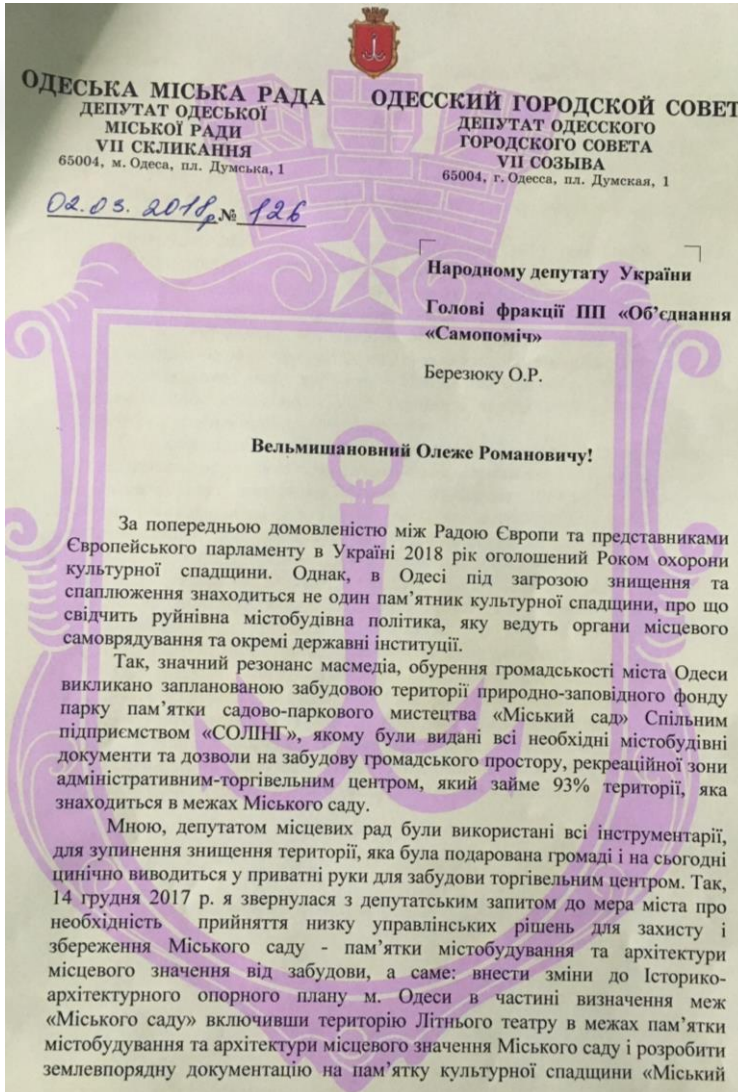 ОДЕСЬКА МІСЬКА РАДА
ДЕПУТАТ ОДЕСЬКОЇ
МІСЬКОЇ РАДИ
VII СКЛИКАННЯ
65004, м. Одеса, пл. Думська, 1
ОДЕССКИЙ ГОРОДСКОЙ СОВЕТ
ДЕПУТАТ ОДЕССКОГО
ГОРОДСКОГО СОВЕТА
VII СОЗЫВА
65004, г. Одесса, пл. Думская, 1
02.03. 2018р № 126
Народному депутату України
Голові фракції ПП «Об’єднання
«Самопоміч»
Березюку О.Р.
Вельмишановний Олеже Романовичу!
За попередньою домовленістю між Радою Європи та представниками
Європейського парламенту в Україні 2018 рік оголошений Роком охорони
культурної спадщини. Однак, в Одесі під загрозою знищення та
спаплюження знаходиться не один пам’ятник культурної спадщини, про що
свідчить руйнівна містобудівна політика, яку ведуть органи місцевого
самоврядування та окремі державні інституції.
Так, значний резонанс масмедіа, обурення громадськості міста Одеси
викликано запланованою забудовою території природно-заповідного фонду
парку пам’ятки садово-паркового мистецтва «Міський сад» Спільним
підприємством «СОЛІНГ», якому були видані всі необхідні містобудівні
документи та дозволи на забудову громадського простору, рекреаційної зони
адміністративним-торгівельним центром, який займе 93% території, яка
знаходиться в межах Міського саду.
Мною, депутатом місцевих рад були використані всі інструментарії,
для зупинення знищення території, яка була подарована громаді і на сьогодні
цинічно виводиться у приватні руки для забудови торгівельним центром. Так,
14 грудня 2017 р. я звернулася з депутатським запитом до мера міста про
необхідність прийняття низку управлінських рішень для захисту і
збереження Міського саду - пам’ятки містобудування та архітектури
місцевого значення від забудови, а саме: внести зміни до Історико-
архітектурного опорного плану м. Одеси в частині визначення меж
«Міського саду» включивши територію Літнього театру в межах пам’ятки
містобудування та архітектури місцевого значення Міського саду і розробити
землевпорядну документацію на пам’ятку культурної спадщини «Міський